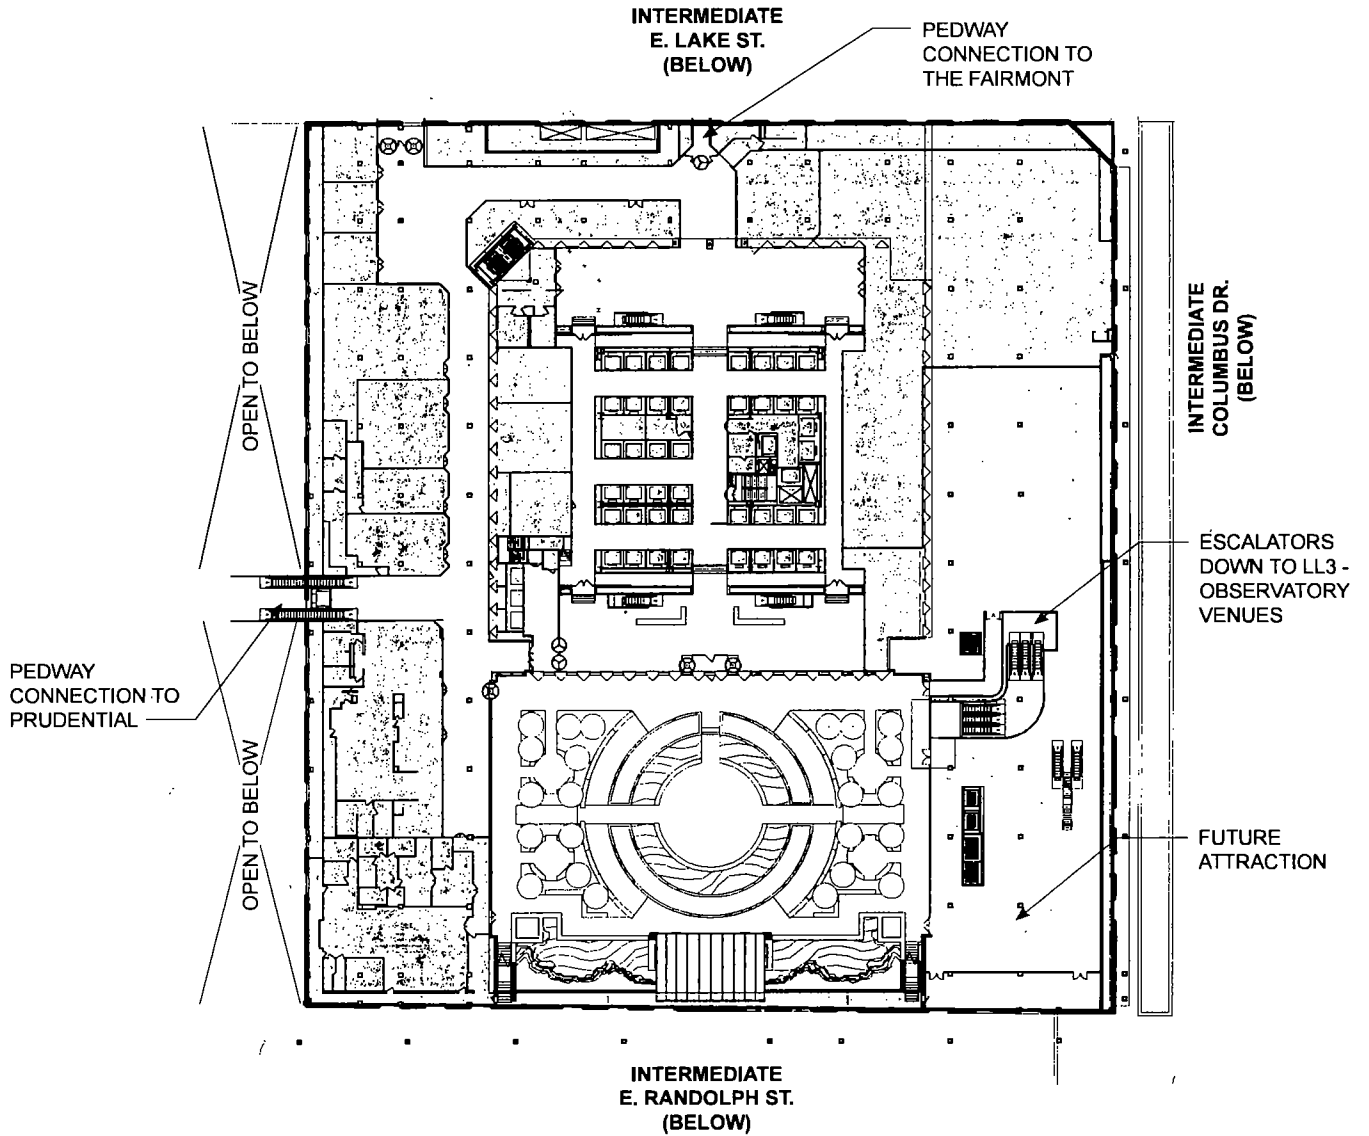 INTERMEDIATE
E. LAKE ST.
(BELOW)
PEDWAY
CONNECTION TO
THE FAIRMONT
OPEN TO BELOW
INTERMEDIATE
COLUMBUS DR.
(BELOW)
ESCALATORS
DOWN TO LL3 -
OBSERVATORY
VENUES
PEDWAY
CONNECTION TO
PRUDENTIAL
OPEN TO BELOW
FUTURE
ATTRACTION
INTERMEDIATE
E. RANDOLPH ST.
(BELOW)